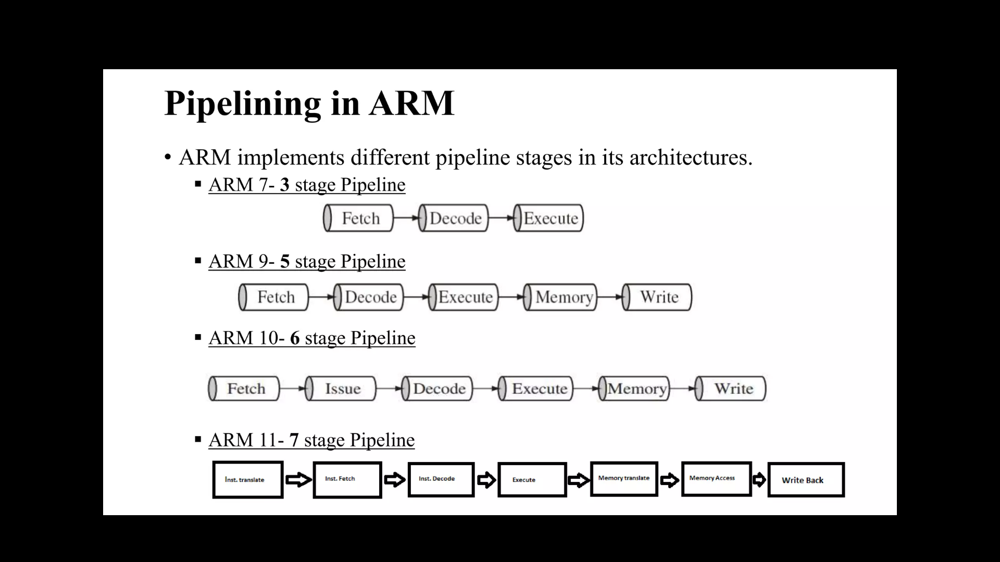 Pipelining in ARM
• ARM implements different pipeline stages in its architectures.
▪ ARM 7- 3 stage Pipeline
Fetch Decode Execute
▪ ARM 9- 5 stage Pipeline
Fetch Decode Execute Memory Write
▪ ARM 10- 6 stage Pipeline
Fetch Issue Decode Execute Memory Write
▪ ARM 11- 7 stage Pipeline
Inst. translate Inst. Fetch Inst. Decode Execute Memory translate Memory Access Write Back